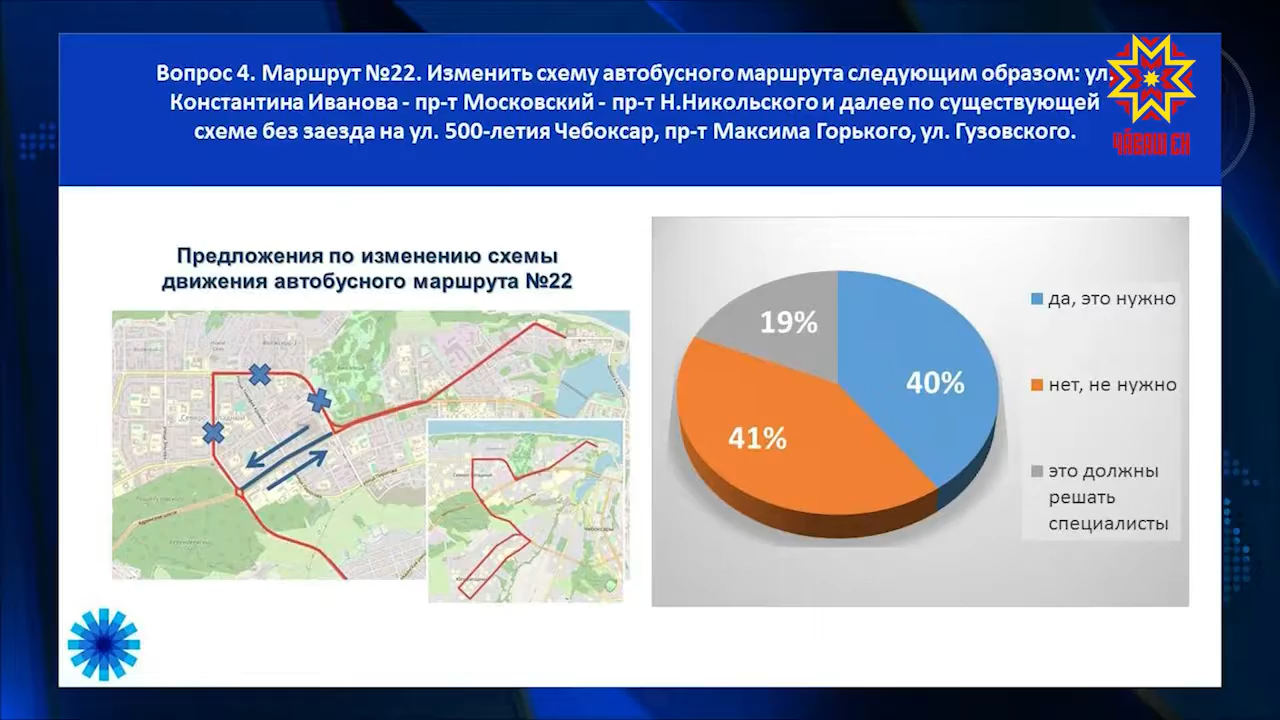 Вопрос 4. Маршрут №22. Изменить схему автобусного маршрута следующим образом: ул.
Константина Иванова - пр-т Московский - пр-т Н.Никольского и далее по существующей
схеме без заезда на ул. 500-летия Чебоксар, пр-т Максима Горького, ул. Гузовского.
ЧĂВАШ ЕН
Предложения по изменению схемы
движения автобусного маршрута №22
19%
40%
41%
да, это нужно
нет, не нужно
это должны
решать
специалисты
Чебоксары